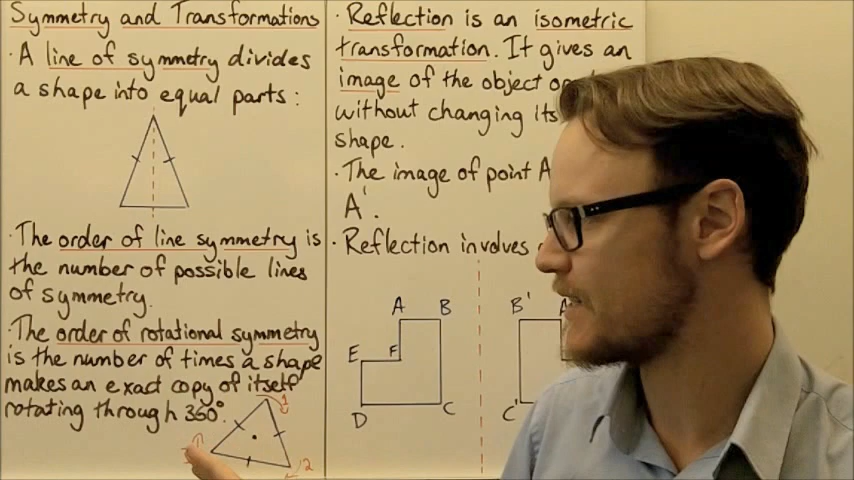 Symmetry and Transformations
· A line of symmetry divides
a shape into equal parts:
· The order of line symmetry is
the number of possible lines
of symmetry.
· The order of rotational symmetry
is the number of times a shape
makes an exact copy of itself
rotating through 360°.
1
2
· Reflection is an isometric
transformation. It gives an
image of the object or
without changing its
shape.
· The image of point A
A'.
· Reflection involves
A B
E F
D C
B' A'
C'